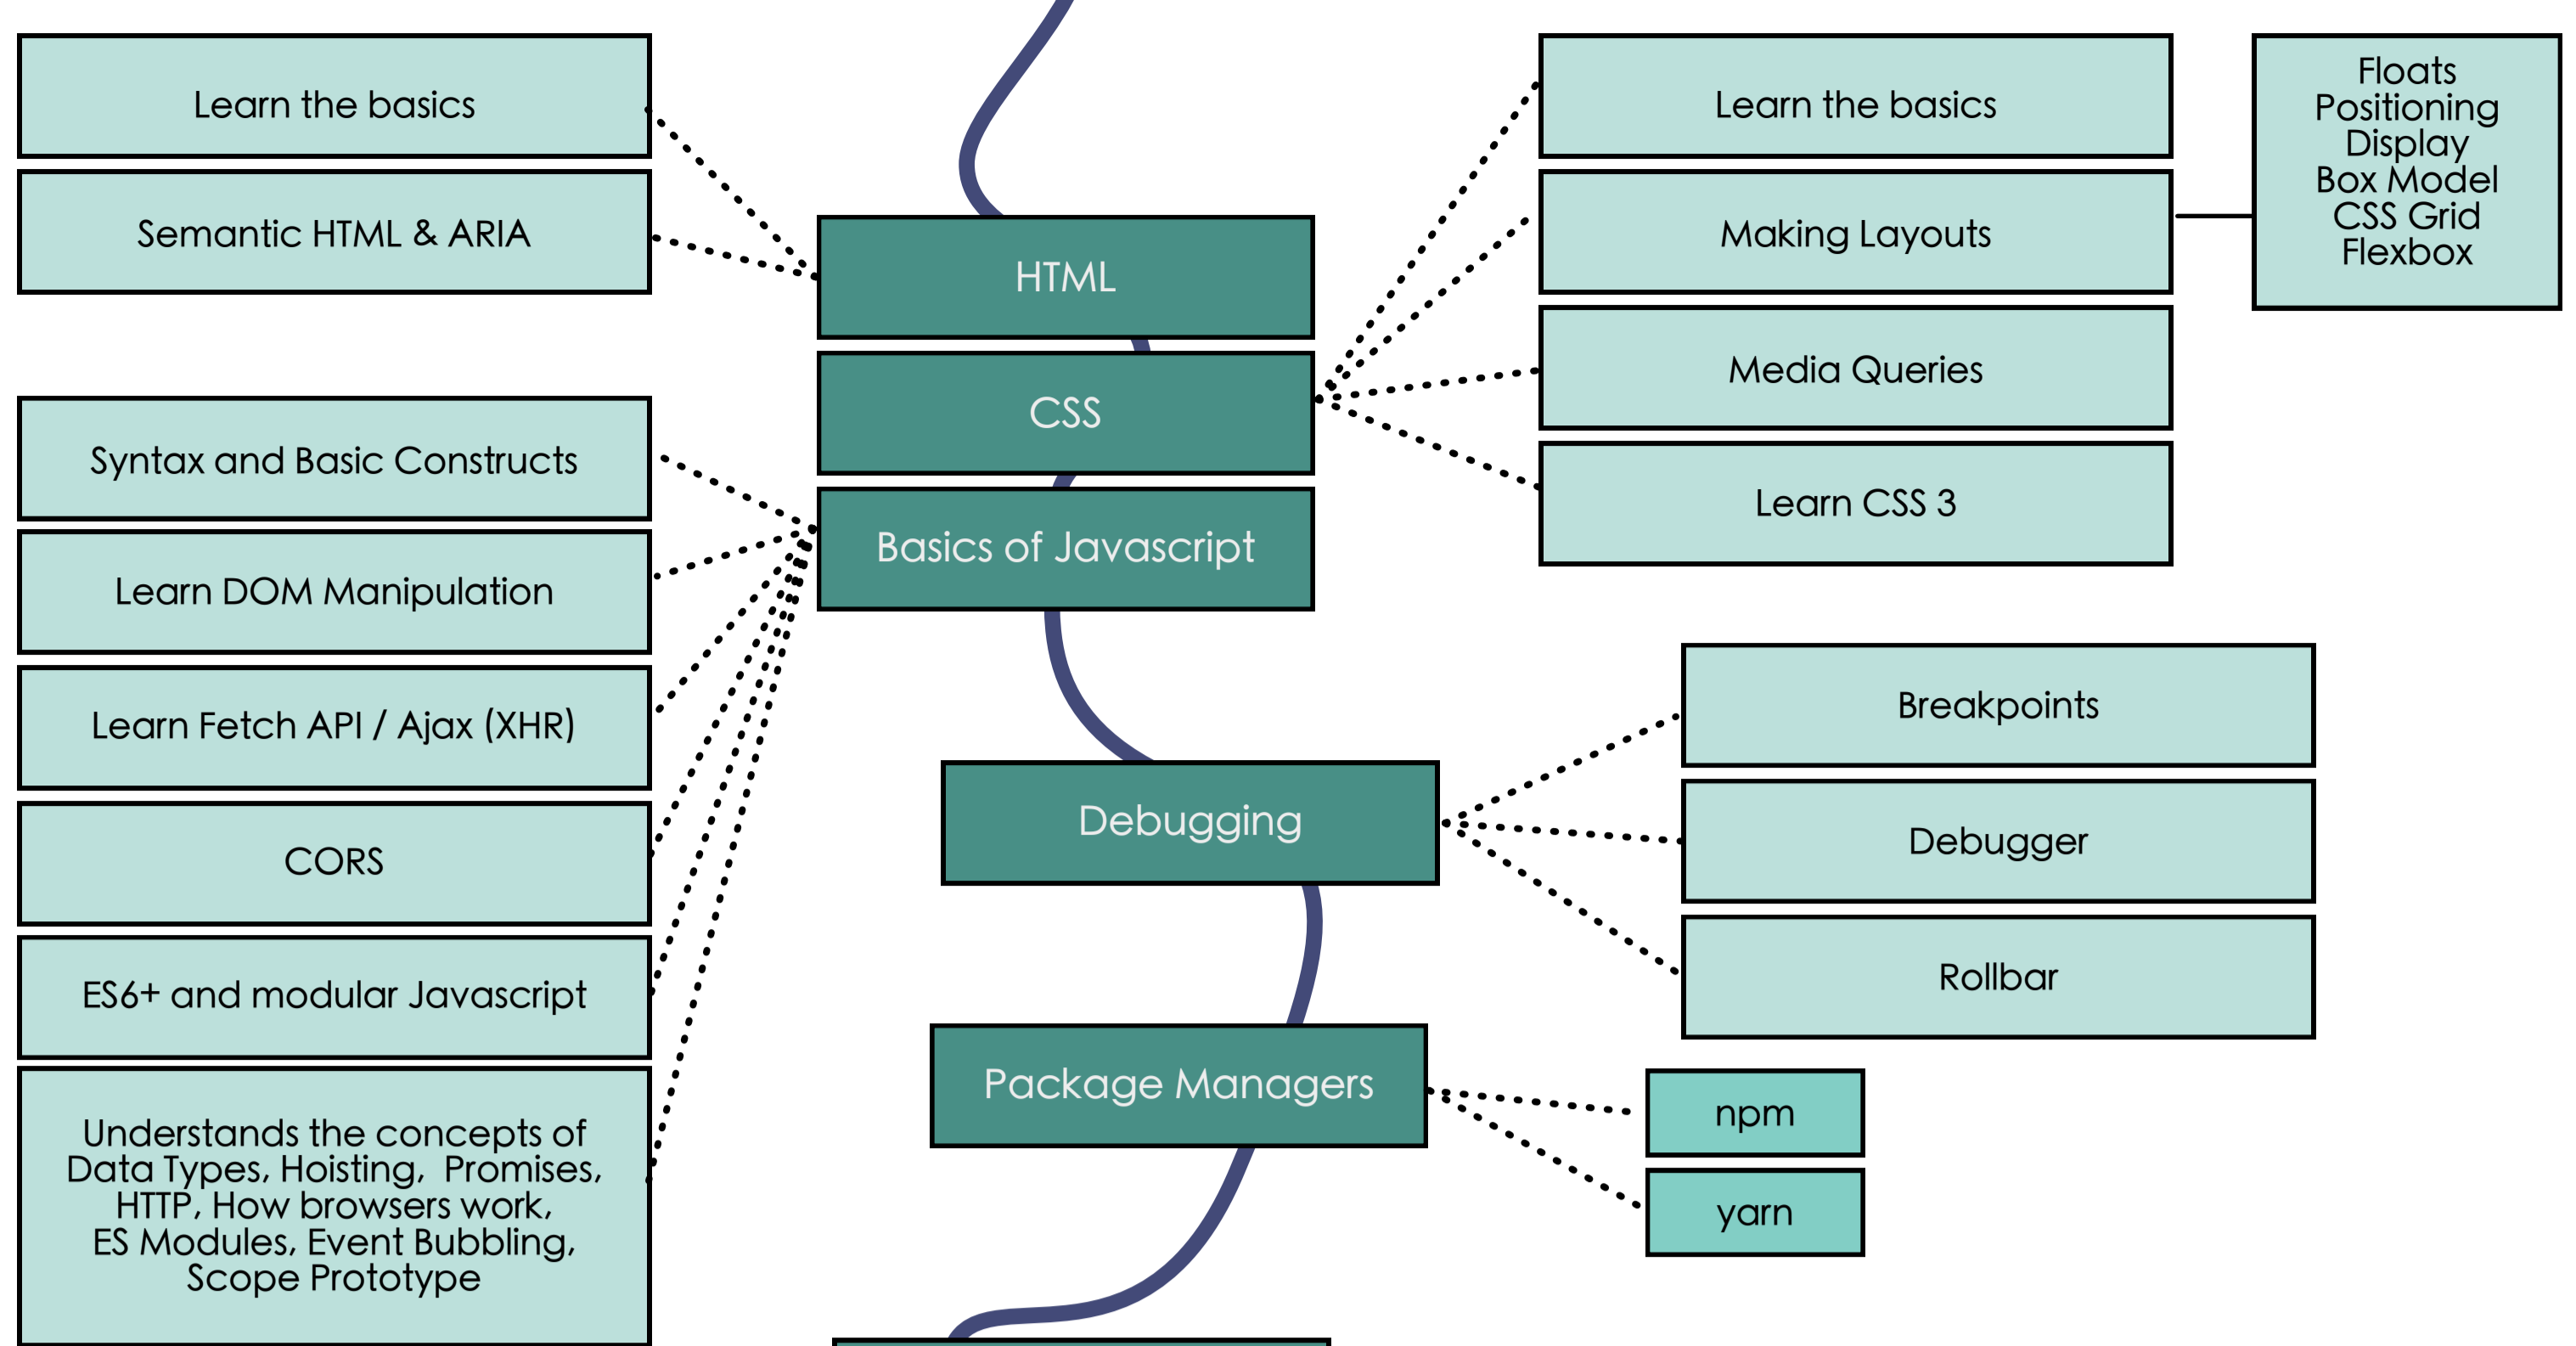 Learn the basics
Semantic HTML & ARIA
HTML
CSS
Basics of Javascript
Learn the basics
Making Layouts
Media Queries
Learn CSS 3
Floats
Positioning
Display
Box Model
CSS Grid
Flexbox
Syntax and Basic Constructs
Learn DOM Manipulation
Learn Fetch API / Ajax (XHR)
CORS
ES6+ and modular Javascript
Understands the concepts of
Data Types, Hoisting, Promises,
HTTP, How browsers work,
ES Modules, Event Bubbling,
Scope Prototype
Debugging
Breakpoints
Debugger
Rollbar
Package Managers
npm
yarn